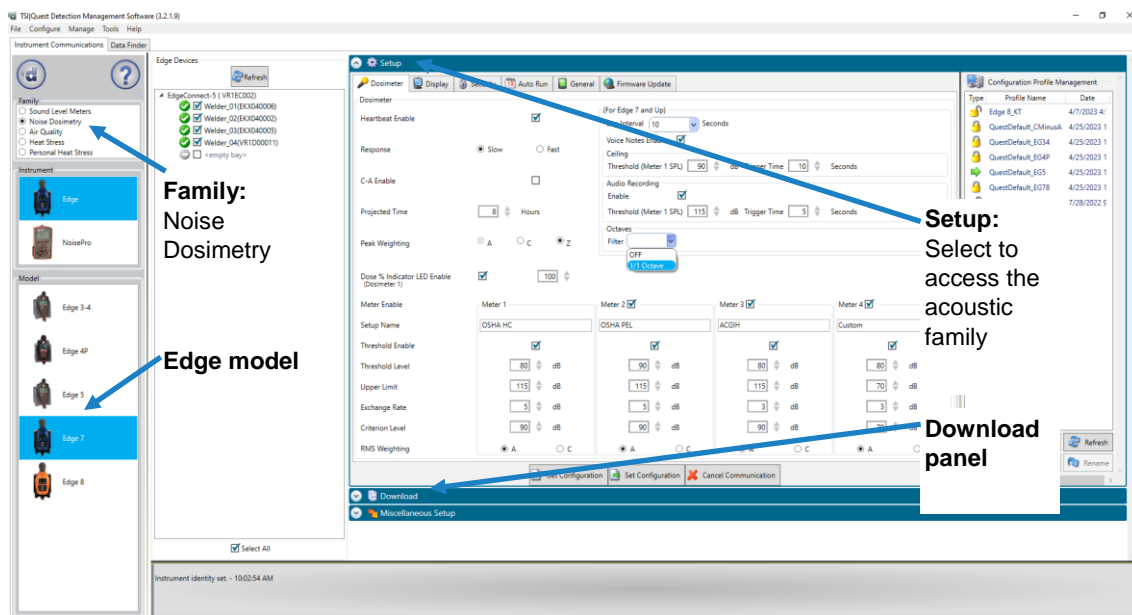 TSI|Quest Detection Management Software (3.2.1.9)
File Configure Manage Tools Help
Instrument Communications Data Finder
Family
Sound Level Meters
Noise Dosimetry
Air Quality
Heat Stress
Personal Heat Stress
Instrument
Edge
NoisePro
Model
Edge 3-4
Edge 4P
Edge 5
Edge 7
Edge 8
Edge Devices
Refresh
EdgeConnect-5 ( VR1EC002)
Welder_01(EKX040006)
Welder_02(EKX040002)
Welder_03(EKX040005)
Welder_04(VR1D00011)
<empty bay>
Select All
Family:
Noise
Dosimetry
Edge model
Setup
Dosimeter Display Auto Run General Firmware Update
Dosimeter
Heartbeat Enable
Response Slow Fast
C-A Enable
Projected Time 8 Hours
Peak Weighting A C Z
Dose % Indicator LED Enable 100
(Dosimeter 1)
(For Edge 7 and Up)
Interval 10 Seconds
Voice Notes
Ceiling
Threshold (Meter 1 SPL) 90 dB Trigger Time 10 Seconds
Audio Recording
Enable
Threshold (Meter 1 SPL) 115 dB Trigger Time 5 Seconds
Octaves
Filter
OFF
1/1 Octave
Meter Enable Meter 1 Meter 2 Meter 3 Meter 4
Setup Name OSHA HC OSHA PEL ACGIH Custom
Threshold Enable
Threshold Level 80 dB 90 dB 80 dB 80 dB
Upper Limit 115 dB 115 dB 115 dB 70 dB
Exchange Rate 5 dB 5 dB 3 dB 3 dB
Criterion Level 90 dB 90 dB 90 dB dB
RMS Weighting A C A C A C A
Configuration Set Configuration Cancel Communication
Download
Miscellaneous Setup
Configuration Profile Management
Type Profile Name Date
Edge 8_KT 4/7/2023 4:
QuestDefault_CMinusA 4/25/2023 1
QuestDefault_EG34 4/25/2023 1
QuestDefault_EG4P 4/25/2023 1
QuestDefault_EG5 4/25/2023 1
QuestDefault_EG78 4/25/2023 1
7/28/2022 9
Setup:
Select to
access the
acoustic
family
Download
panel
Refresh
Rename
Instrument identity set. - 10:02:54 AM